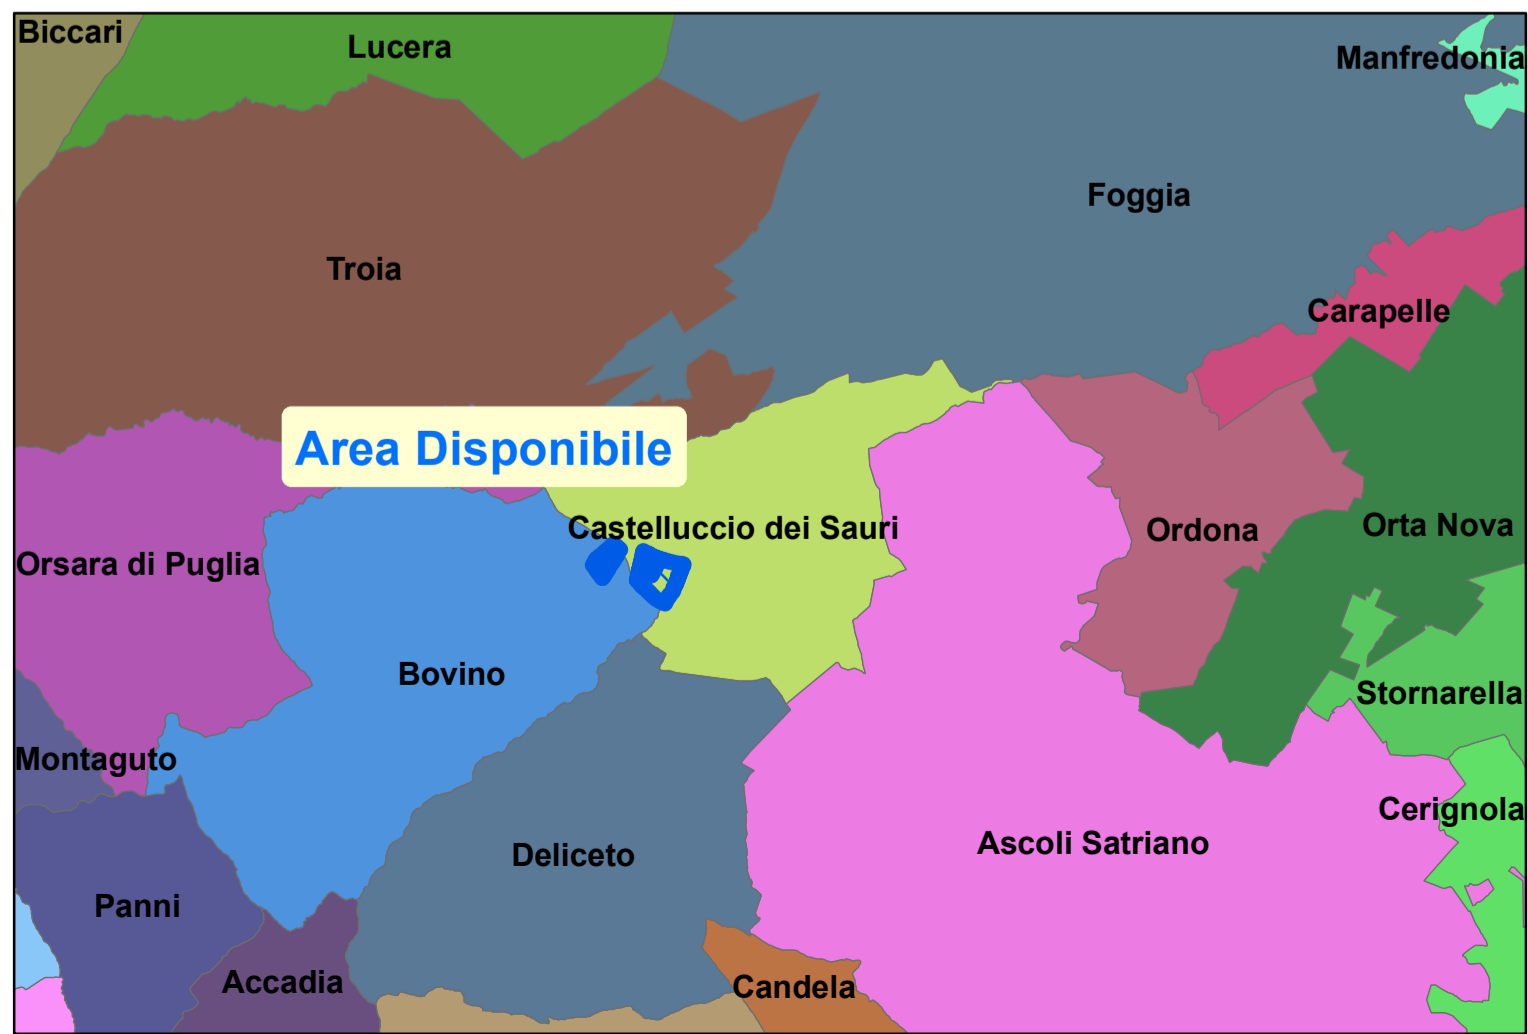 Biccari
Lucera
Manfredonia
Foggia
Troia
Carapelle
Area Disponibile
Castelluccio dei Sauri
Ordona
Orta Nova
Orsara di Puglia
Bovino
Stornarella
Montaguto
Cerignola
Ascoli Satriano
Deliceto
Panni
Accadia
Candela